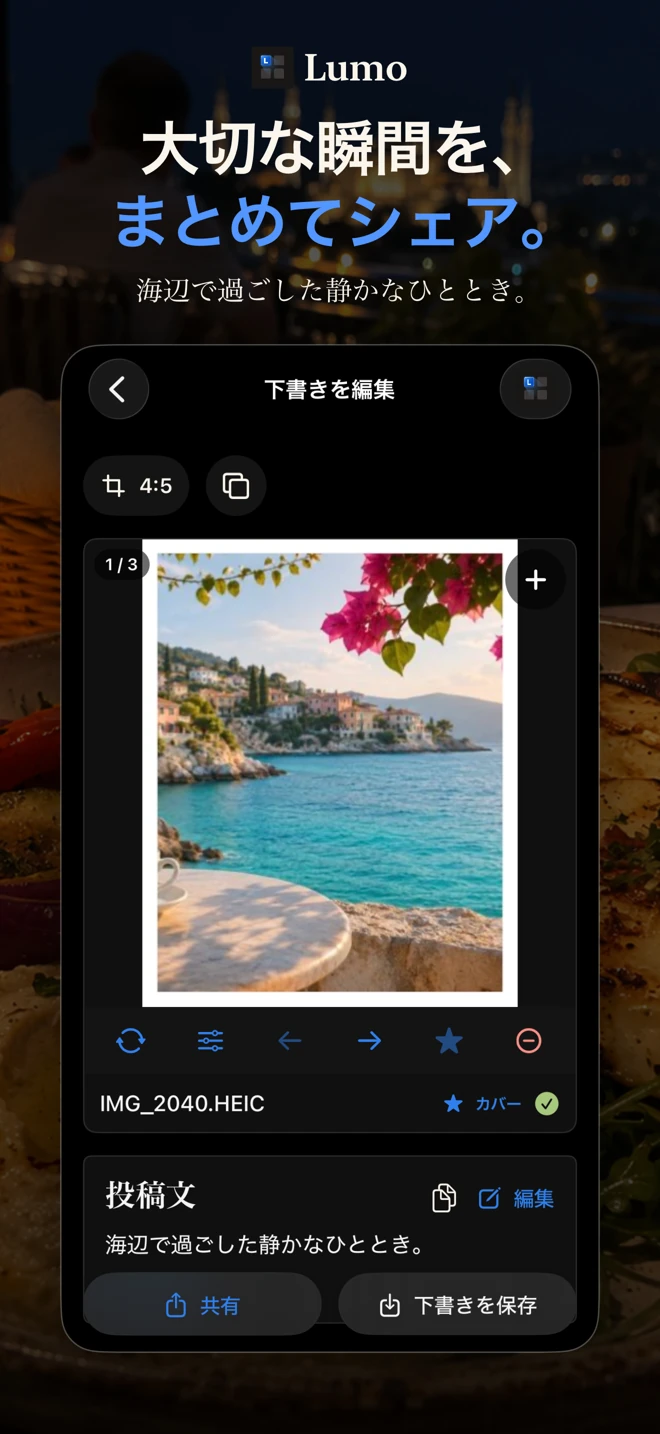 Lumo
大切な瞬間を、
まとめてシェア。
海辺で過ごした静かなひととき。
下書きを編集
4:5
1 / 3
IMG_2040.HEIC
カバー
投稿文
編集
海辺で過ごした静かなひととき。
共有
下書きを保存